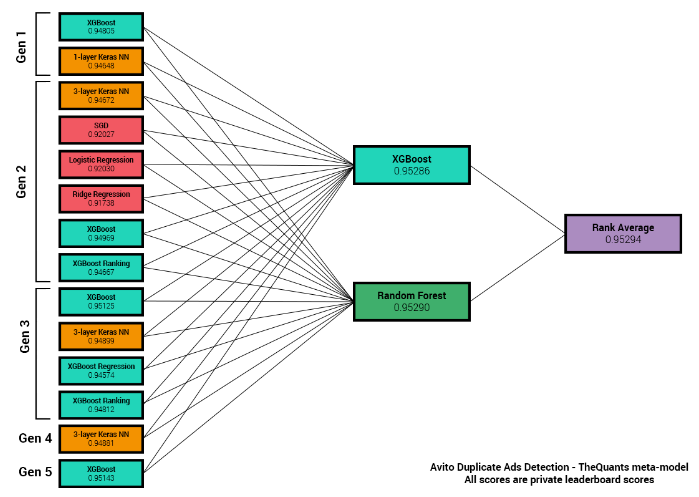 Gen 1
XGBoost
0.94805
1-layer Keras NN
0.94648
Gen 2
3-layer Keras NN
0.94672
SGD
0.92027
Logistic Regression
0.92030
Ridge Regression
0.91738
XGBoost
0.94969
XGBoost Ranking
0.94667
Gen 3
XGBoost
0.95125
3-layer Keras NN
0.94899
XGBoost Regression
0.94574
XGBoost Ranking
0.94812
Gen 4
3-layer Keras NN
0.94881
Gen 5
XGBoost
0.95143
XGBoost
0.95286
Random Forest
0.95290
Rank Average
0.95294
Avito Duplicate Ads Detection - TheQuants meta-model
All scores are private leaderboard scores